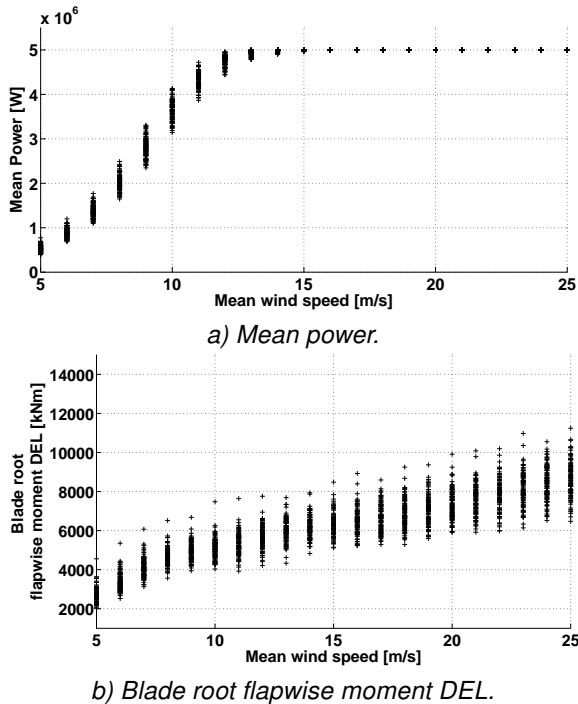 x 10^6
5
4
3
2
1
0
Mean Power [W]
5 10 15 20 25
Mean wind speed [m/s]
a) Mean power.
14000
12000
10000
8000
6000
4000
2000
Blade root
flapwise moment DEL [kNm]
5 10 15 20 25
Mean wind speed [m/s]
b) Blade root flapwise moment DEL.